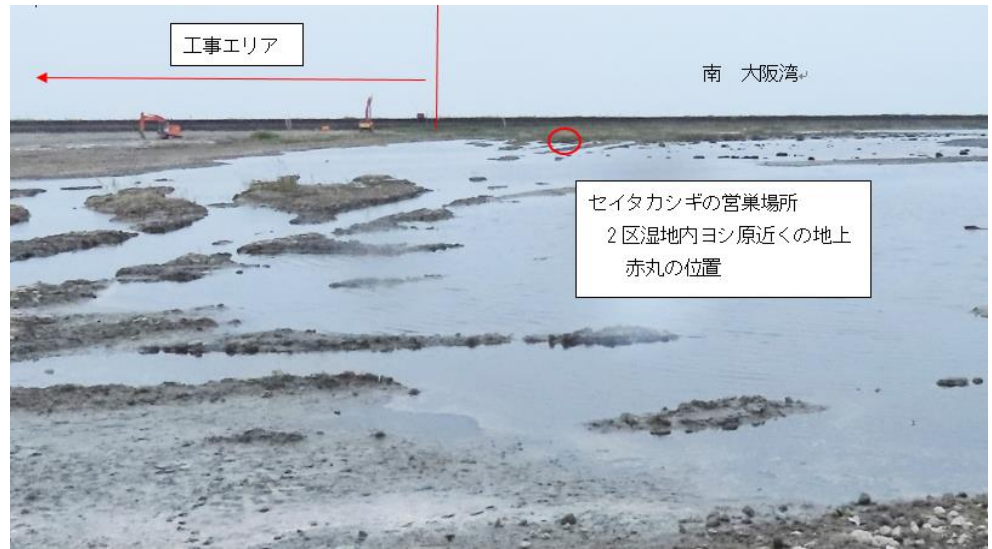 工事エリア
南　大阪湾↵
セイタカシギの営巣場所
２区湿地内ヨシ原近くの地上
赤丸の位置